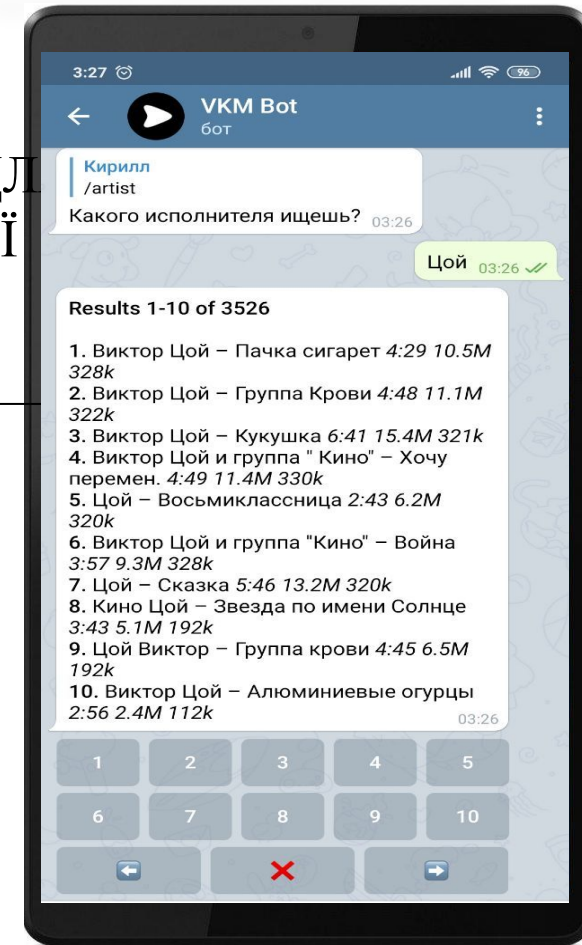 3:27
96
VKM Bot
бот
Кирилл
/artist
Какого исполнителя ищешь? 03:26
Цой 03:26
Results 1-10 of 3526
1. Виктор Цой – Пачка сигарет 4:29 10.5M
328k
2. Виктор Цой – Группа Крови 4:48 11.1M
322k
3. Виктор Цой – Кукушка 6:41 15.4M 321k
4. Виктор Цой и группа " Кино" – Хочу
перемен. 4:49 11.4M 330k
5. Цой – Восьмиклассница 2:43 6.2M
320k
6. Виктор Цой и группа "Кино" – Война
3:57 9.3M 328k
7. Цой – Сказка 5:46 13.2M 320k
8. Кино Цой – Звезда по имени Солнце
3:43 5.1M 192k
9. Цой Виктор – Группа крови 4:45 6.5M
192k
10. Виктор Цой – Алюминиевые огурцы
2:56 2.4M 112k
03:26
1 2 3 4 5
6 7 8 9 10